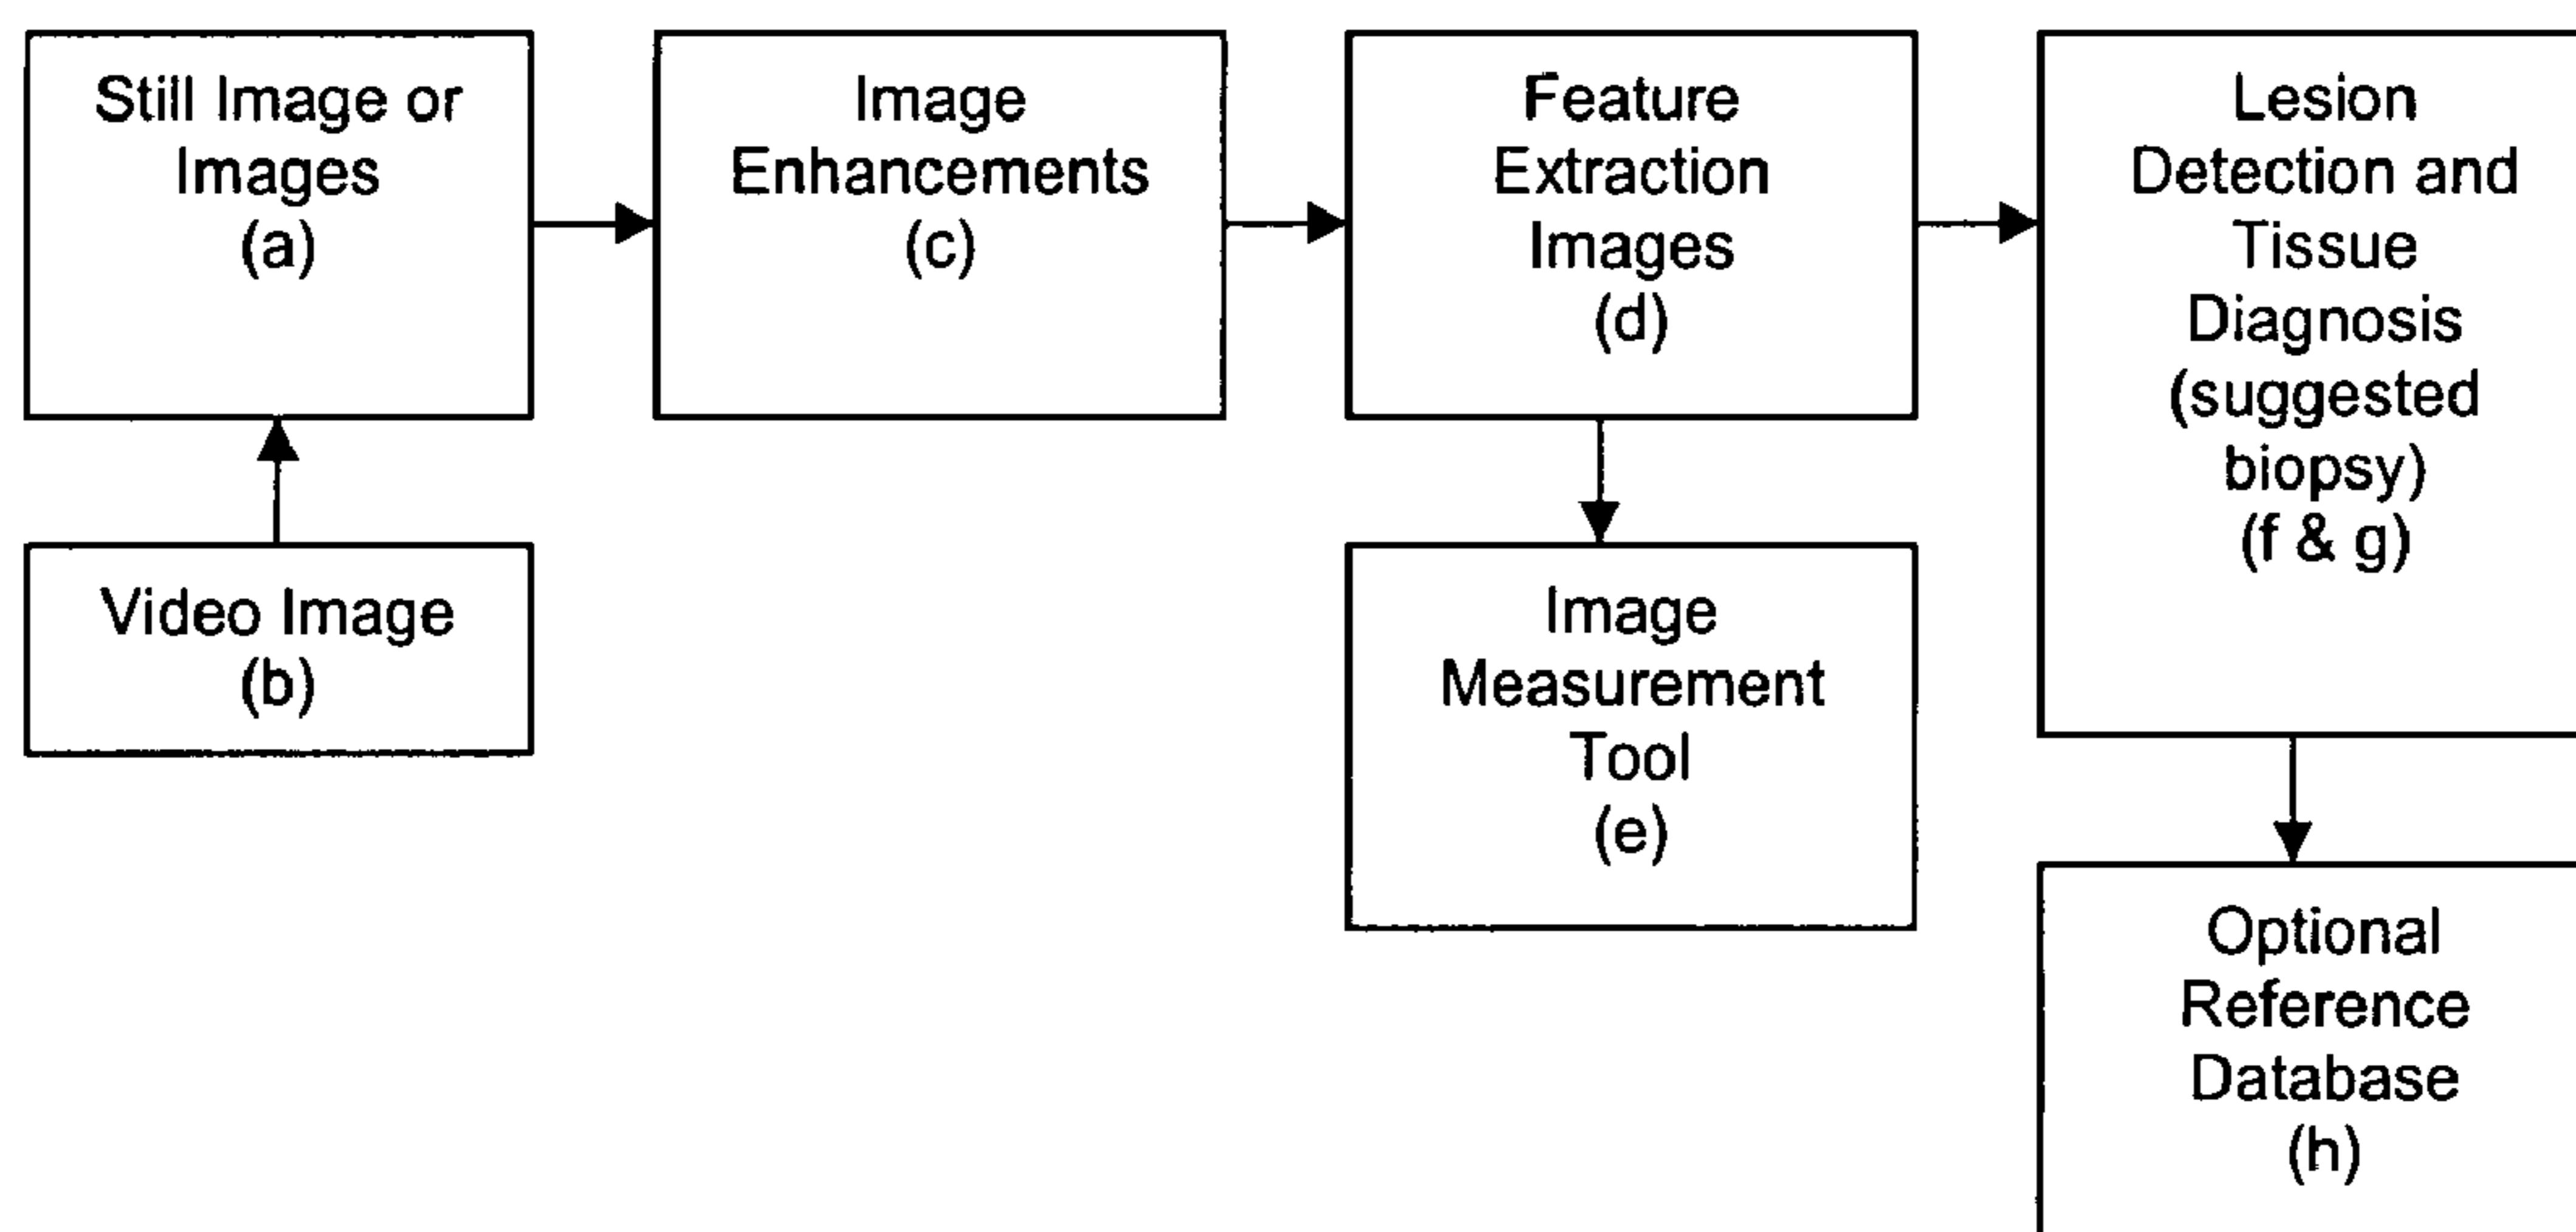 Still Image or
Images
(a)
Image
Enhancements
(c)
Feature
Extraction
Images
(d)
Lesion
Detection and
Tissue
Diagnosis
(suggested
biopsy)
(f & g)
Video Image
(b)
Image
Measurement
Tool
(e)
Optional
Reference
Database
(h)